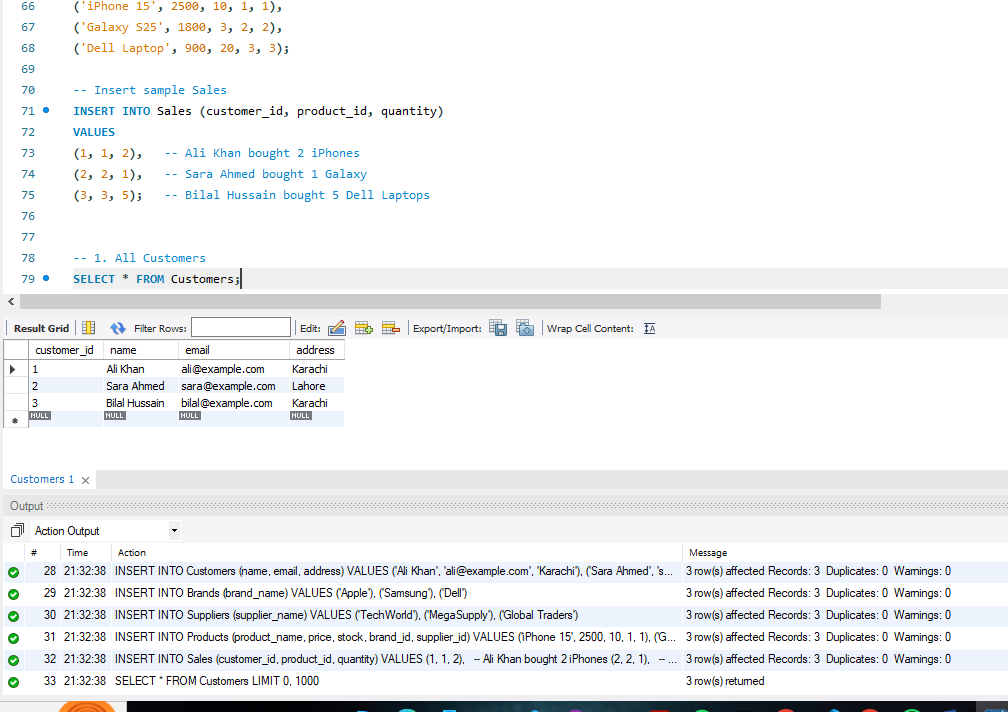 66 ('iPhone 15', 2500, 10, 1, 1),
67 ('Galaxy S25', 1800, 3, 2, 2),
68 ('Dell Laptop', 900, 20, 3, 3);
69
70 -- Insert sample Sales
71 INSERT INTO Sales (customer_id, product_id, quantity)
72 VALUES
73 (1, 1, 2), -- Ali Khan bought 2 iPhones
74 (2, 2, 1), -- Sara Ahmed bought 1 Galaxy
75 (3, 3, 5); -- Bilal Hussain bought 5 Dell Laptops
76
77
78 -- 1. All Customers
79 SELECT * FROM Customers;
Result Grid Filter Rows: Edit: Export/Import: Wrap Cell Content:
customer_id name email address
1 Ali Khan ali@example.com Karachi
2 Sara Ahmed sara@example.com Lahore
3 Bilal Hussain bilal@example.com Karachi
NULL NULL NULL NULL
Customers 1
Output
Action Output
# Time Action Message
28 21:32:38 INSERT INTO Customers (name, email, address) VALUES ('Ali Khan', 'ali@example.com', 'Karachi'), ('Sara Ahmed', 's... 3 row(s) affected Records: 3 Duplicates: 0 Warnings: 0
29 21:32:38 INSERT INTO Brands (brand_name) VALUES ('Apple'), ('Samsung'), ('Dell') 3 row(s) affected Records: 3 Duplicates: 0 Warnings: 0
30 21:32:38 INSERT INTO Suppliers (supplier_name) VALUES ('TechWorld'), ('MegaSupply'), ('Global Traders') 3 row(s) affected Records: 3 Duplicates: 0 Warnings: 0
31 21:32:38 INSERT INTO Products (product_name, price, stock, brand_id, supplier_id) VALUES ('iPhone 15', 2500, 10, 1, 1), ('G... 3 row(s) affected Records: 3 Duplicates: 0 Warnings: 0
32 21:32:38 INSERT INTO Sales (customer_id, product_id, quantity) VALUES (1, 1, 2), -- Ali Khan bought 2 iPhones (2, 2, 1), -- ... 3 row(s) affected Records: 3 Duplicates: 0 Warnings: 0
33 21:32:38 SELECT * FROM Customers LIMIT 0, 1000 3 row(s) returned